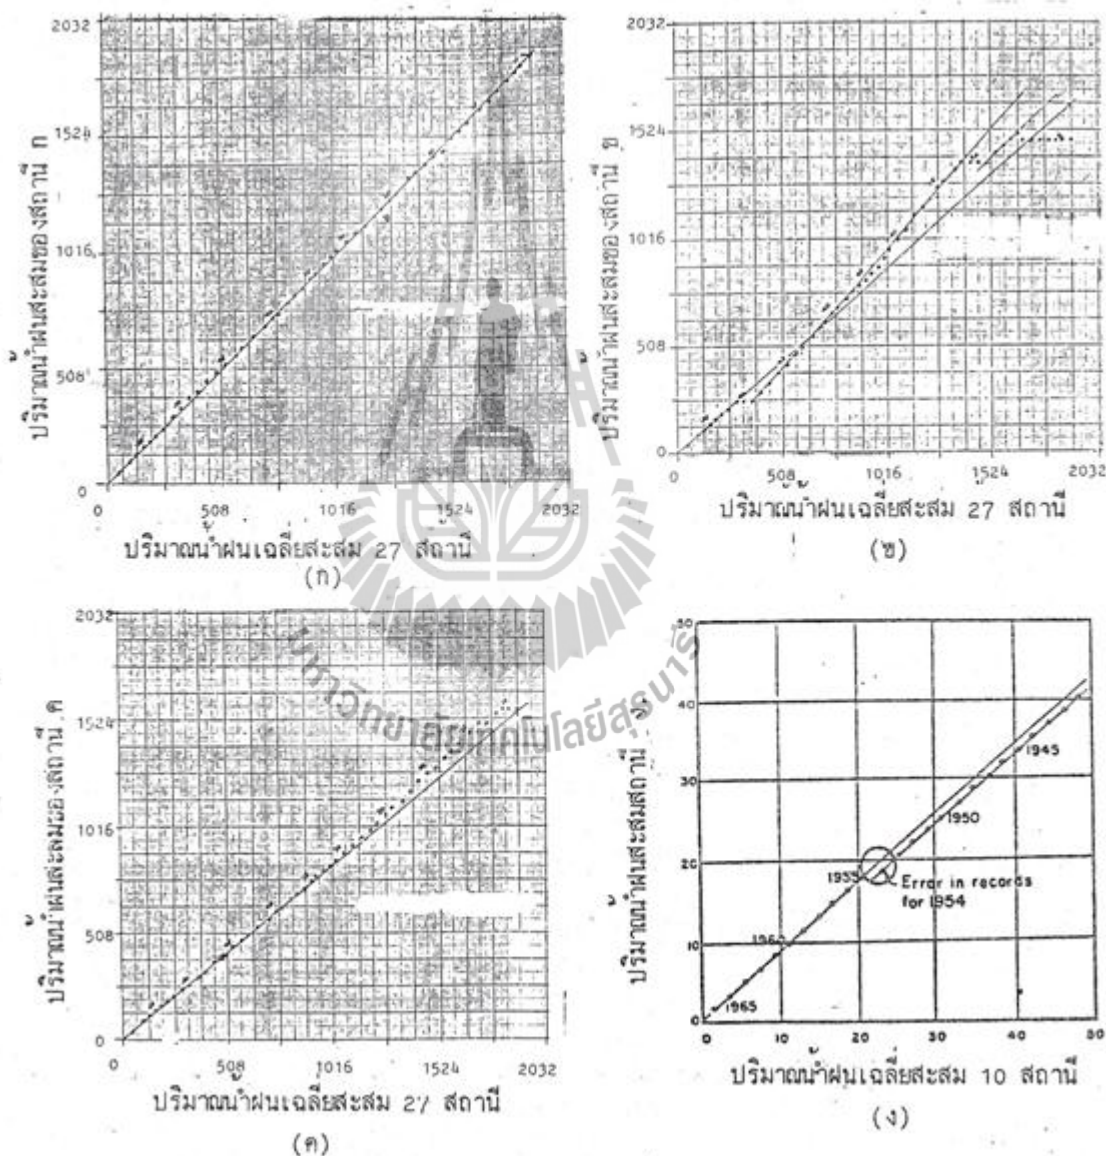 2032
1524
1016
508
0
0 508 1016 1524 2032
ปริมาณน้ำฝนสะสมของสถานี ก
ปริมาณน้ำฝนเฉลี่ยสะสม 27 สถานี
(ก)
2032
1524
1016
508
0
0 508 1016 1524 2032
ปริมาณน้ำฝนสะสมของสถานี ข
ปริมาณน้ำฝนเฉลี่ยสะสม 27 สถานี
(ข)
2032
1524
1016
508
0
0 508 1016 1524 2032
ปริมาณน้ำฝนสะสมของสถานี ค
ปริมาณน้ำฝนเฉลี่ยสะสม 27 สถานี
(ค)
50
40
30
20
10
0
0 10 20 30 40 50
1945
1950
1955
Error in records
for 1954
1960
1965
ปริมาณน้ำฝนสะสมสถานี ง
ปริมาณน้ำฝนเฉลี่ยสะสม 10 สถานี
(ง)
มหาวิทยาลัยเทคโนโลยีสุรนารี